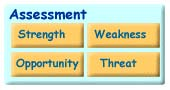 Assessment
Strength Weakness
Opportunity Threat